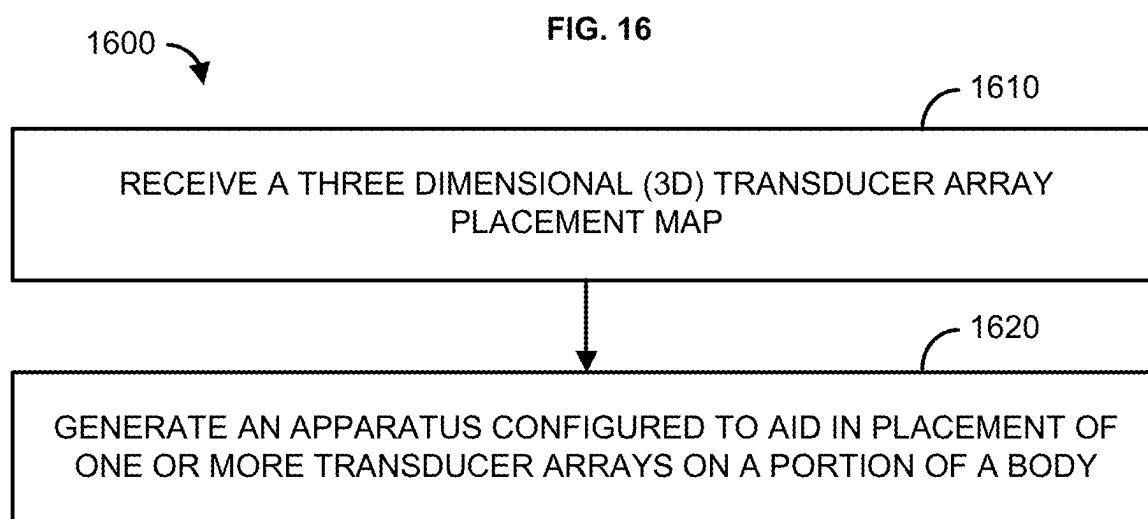 FIG. 16
1600
1610
RECEIVE A THREE DIMENSIONAL (3D) TRANSDUCER ARRAY
PLACEMENT MAP
1620
GENERATE AN APPARATUS CONFIGURED TO AID IN PLACEMENT OF
ONE OR MORE TRANSDUCER ARRAYS ON A PORTION OF A BODY